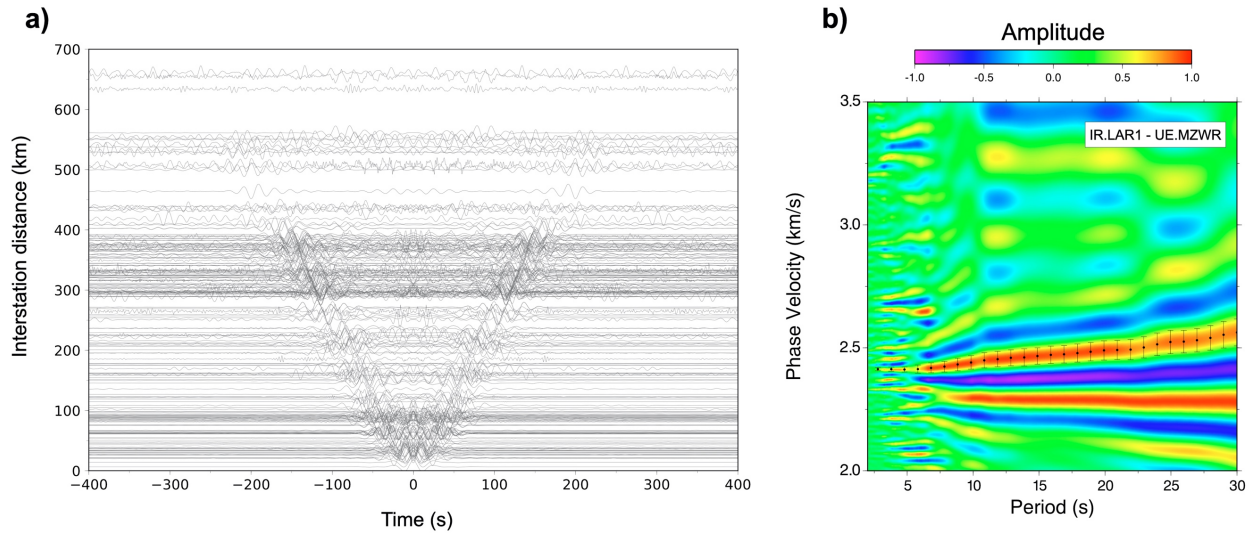 a)
700
600
500
400
300
200
100
0
Interstation distance (km)
−400 −300 −200 −100 0 100 200 300 400
Time (s)
b)
Amplitude
-1.0 -0.5 0.0 0.5 1.0
3.5
3.0
2.5
2.0
Phase Velocity (km/s)
IR.LAR1 - UE.MZWR
5 10 15 20 25 30
Period (s)